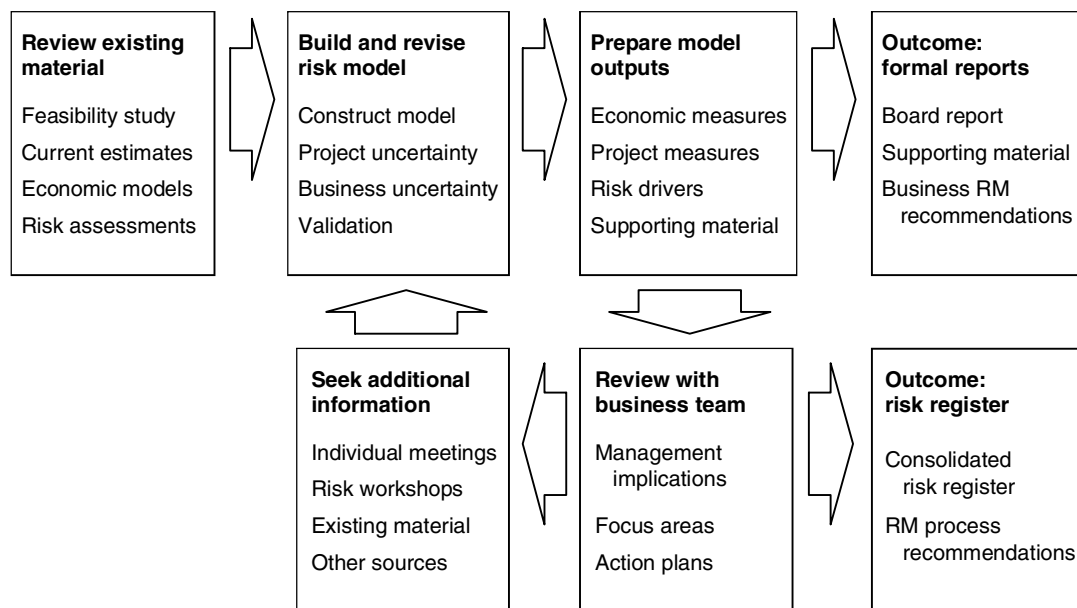 Review existing
material
Feasibility study
Current estimates
Economic models
Risk assessments
Build and revise
risk model
Construct model
Project uncertainty
Business uncertainty
Validation
Prepare model
outputs
Economic measures
Project measures
Risk drivers
Supporting material
Outcome:
formal reports
Board report
Supporting material
Business RM
recommendations
Seek additional
information
Individual meetings
Risk workshops
Existing material
Other sources
Review with
business team
Management
implications
Focus areas
Action plans
Outcome:
risk register
Consolidated
risk register
RM process
recommendations